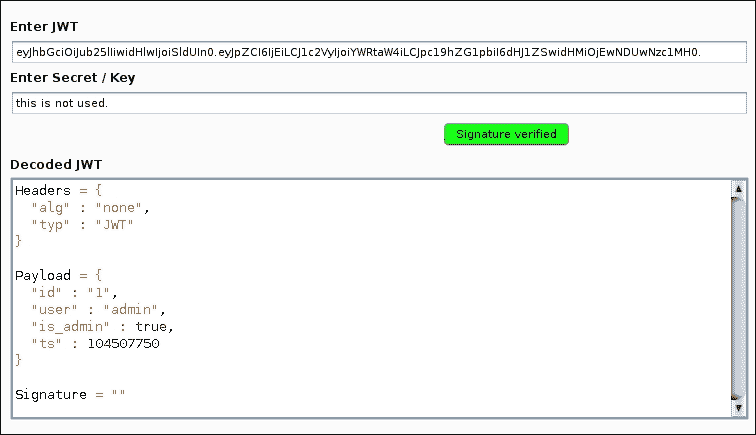 Enter JWT
eyJhbGciOiJub25lIiwidHlwIjoiSldUIn0.eyJpZCI6IjEiLCJ1c2VyIjoiYWRtaW4iLCJpc19hZG1pbiI6dHJ1ZSwidHMiOjEwNDUwNzc1MH0.
Enter Secret / Key
this is not used.
Signature verified
Decoded JWT
Headers = {
  "alg" : "none",
  "typ" : "JWT"
}
Payload = {
  "id" : "1",
  "user" : "admin",
  "is_admin" : true,
  "ts" : 104507750
}
Signature = ""